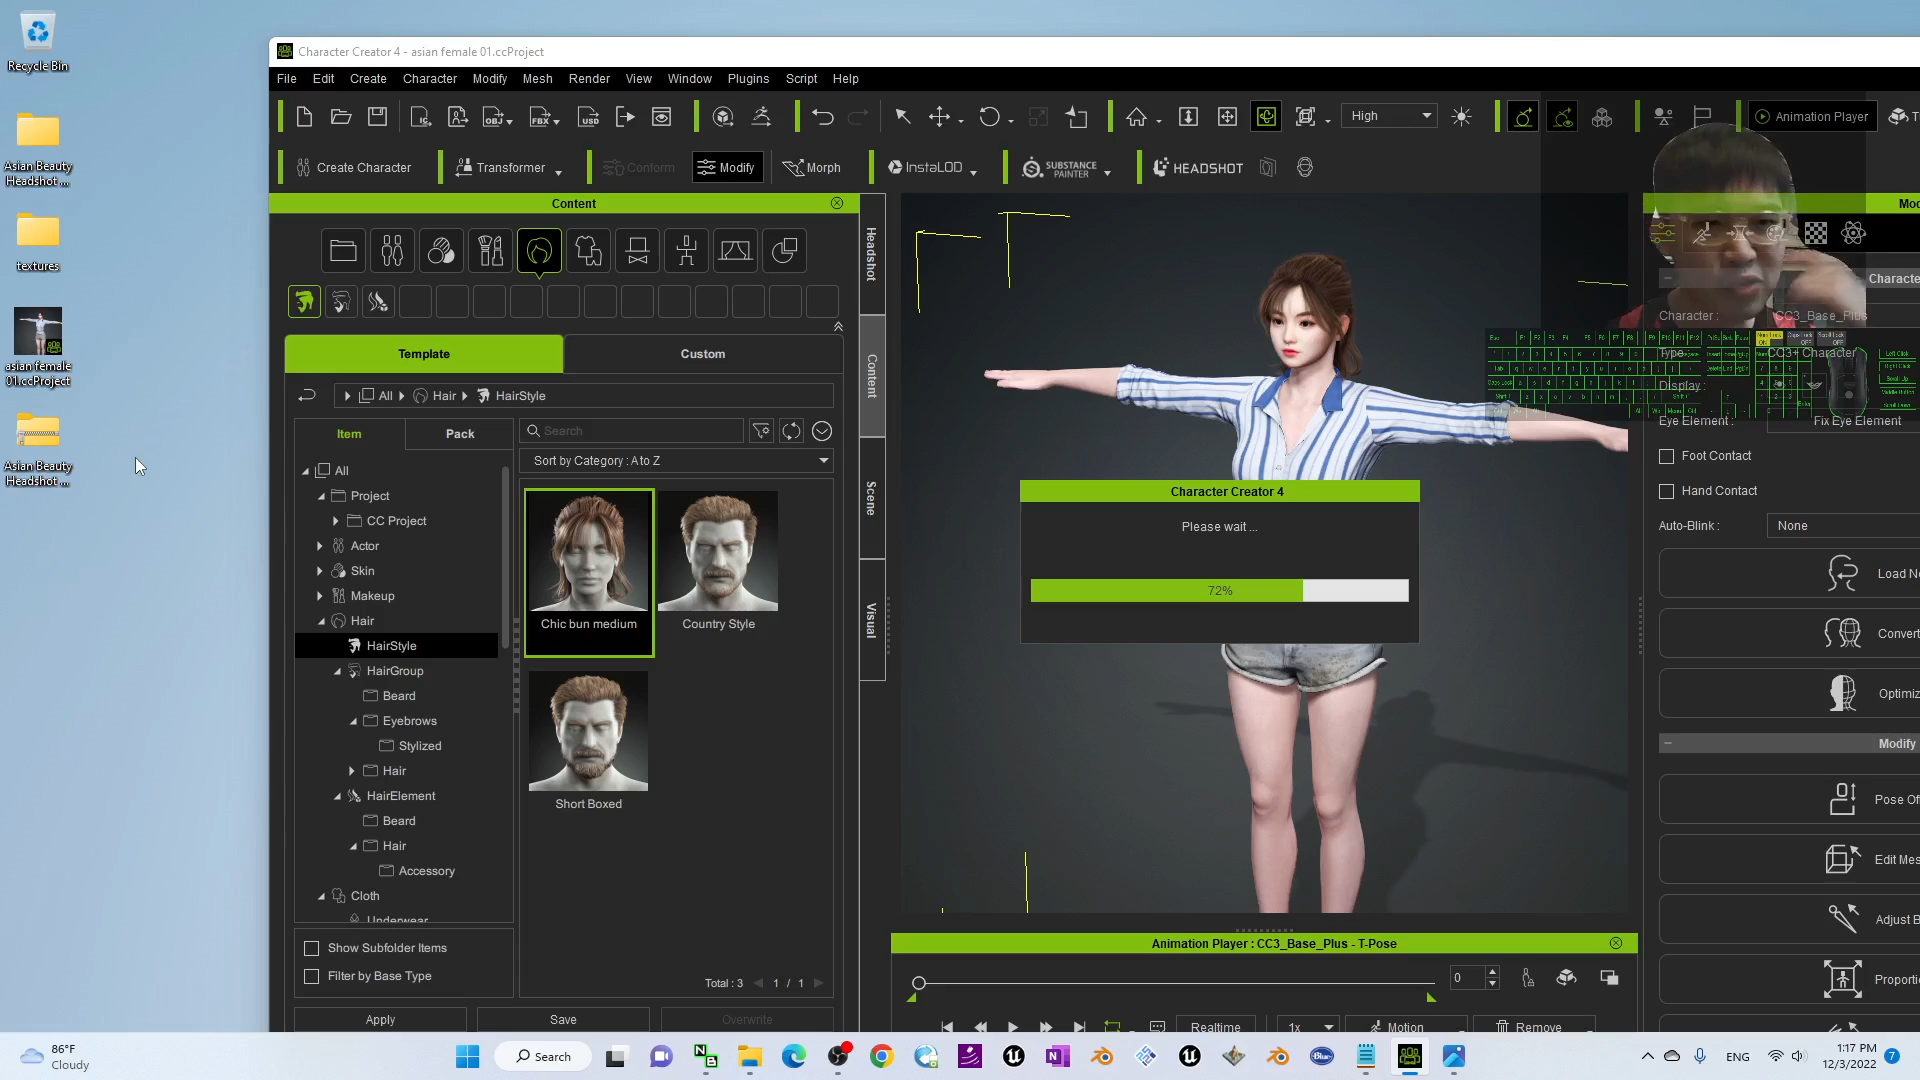 Recycle Bin
Asian Beauty
Headshot ...
textures
asian female
01.ccProject
Asian Beauty
Headshot ...
Character Creator 4 - asian female 01.ccProject
File Edit Create Character Modify Mesh Render View Window Plugins Script Help
High
Animation Player
Create Character
Transformer
Conform
Modify
Morph
InstaLOD
SUBSTANCE
PAINTER
HEADSHOT
Content
Template
Custom
All
Hair
HairStyle
Item
Pack
Search
Sort by Category : A to Z
All
Project
CC Project
Actor
Skin
Makeup
Hair
HairStyle
HairGroup
Beard
Eyebrows
Stylized
Hair
HairElement
Beard
Hair
Accessory
Cloth
Underwear
Chic bun medium
Country Style
Short Boxed
Show Subfolder Items
Filter by Base Type
Total : 3
1 / 1
Apply
Save
Overwrite
Headshot
Content
Scene
Visual
Character Creator 4
Please wait ...
72%
Animation Player : CC3_Base_Plus - T-Pose
0
Realtime
1x
Motion
Remove
Character :
CC3_Base_Plus
Type
CC3+ Character
Display :
Eye Element :
Fix Eye Element
Foot Contact
Hand Contact
Auto-Blink :
None
Modify
86°F
Cloudy
Search
ENG
1:17 PM
12/3/2022
7